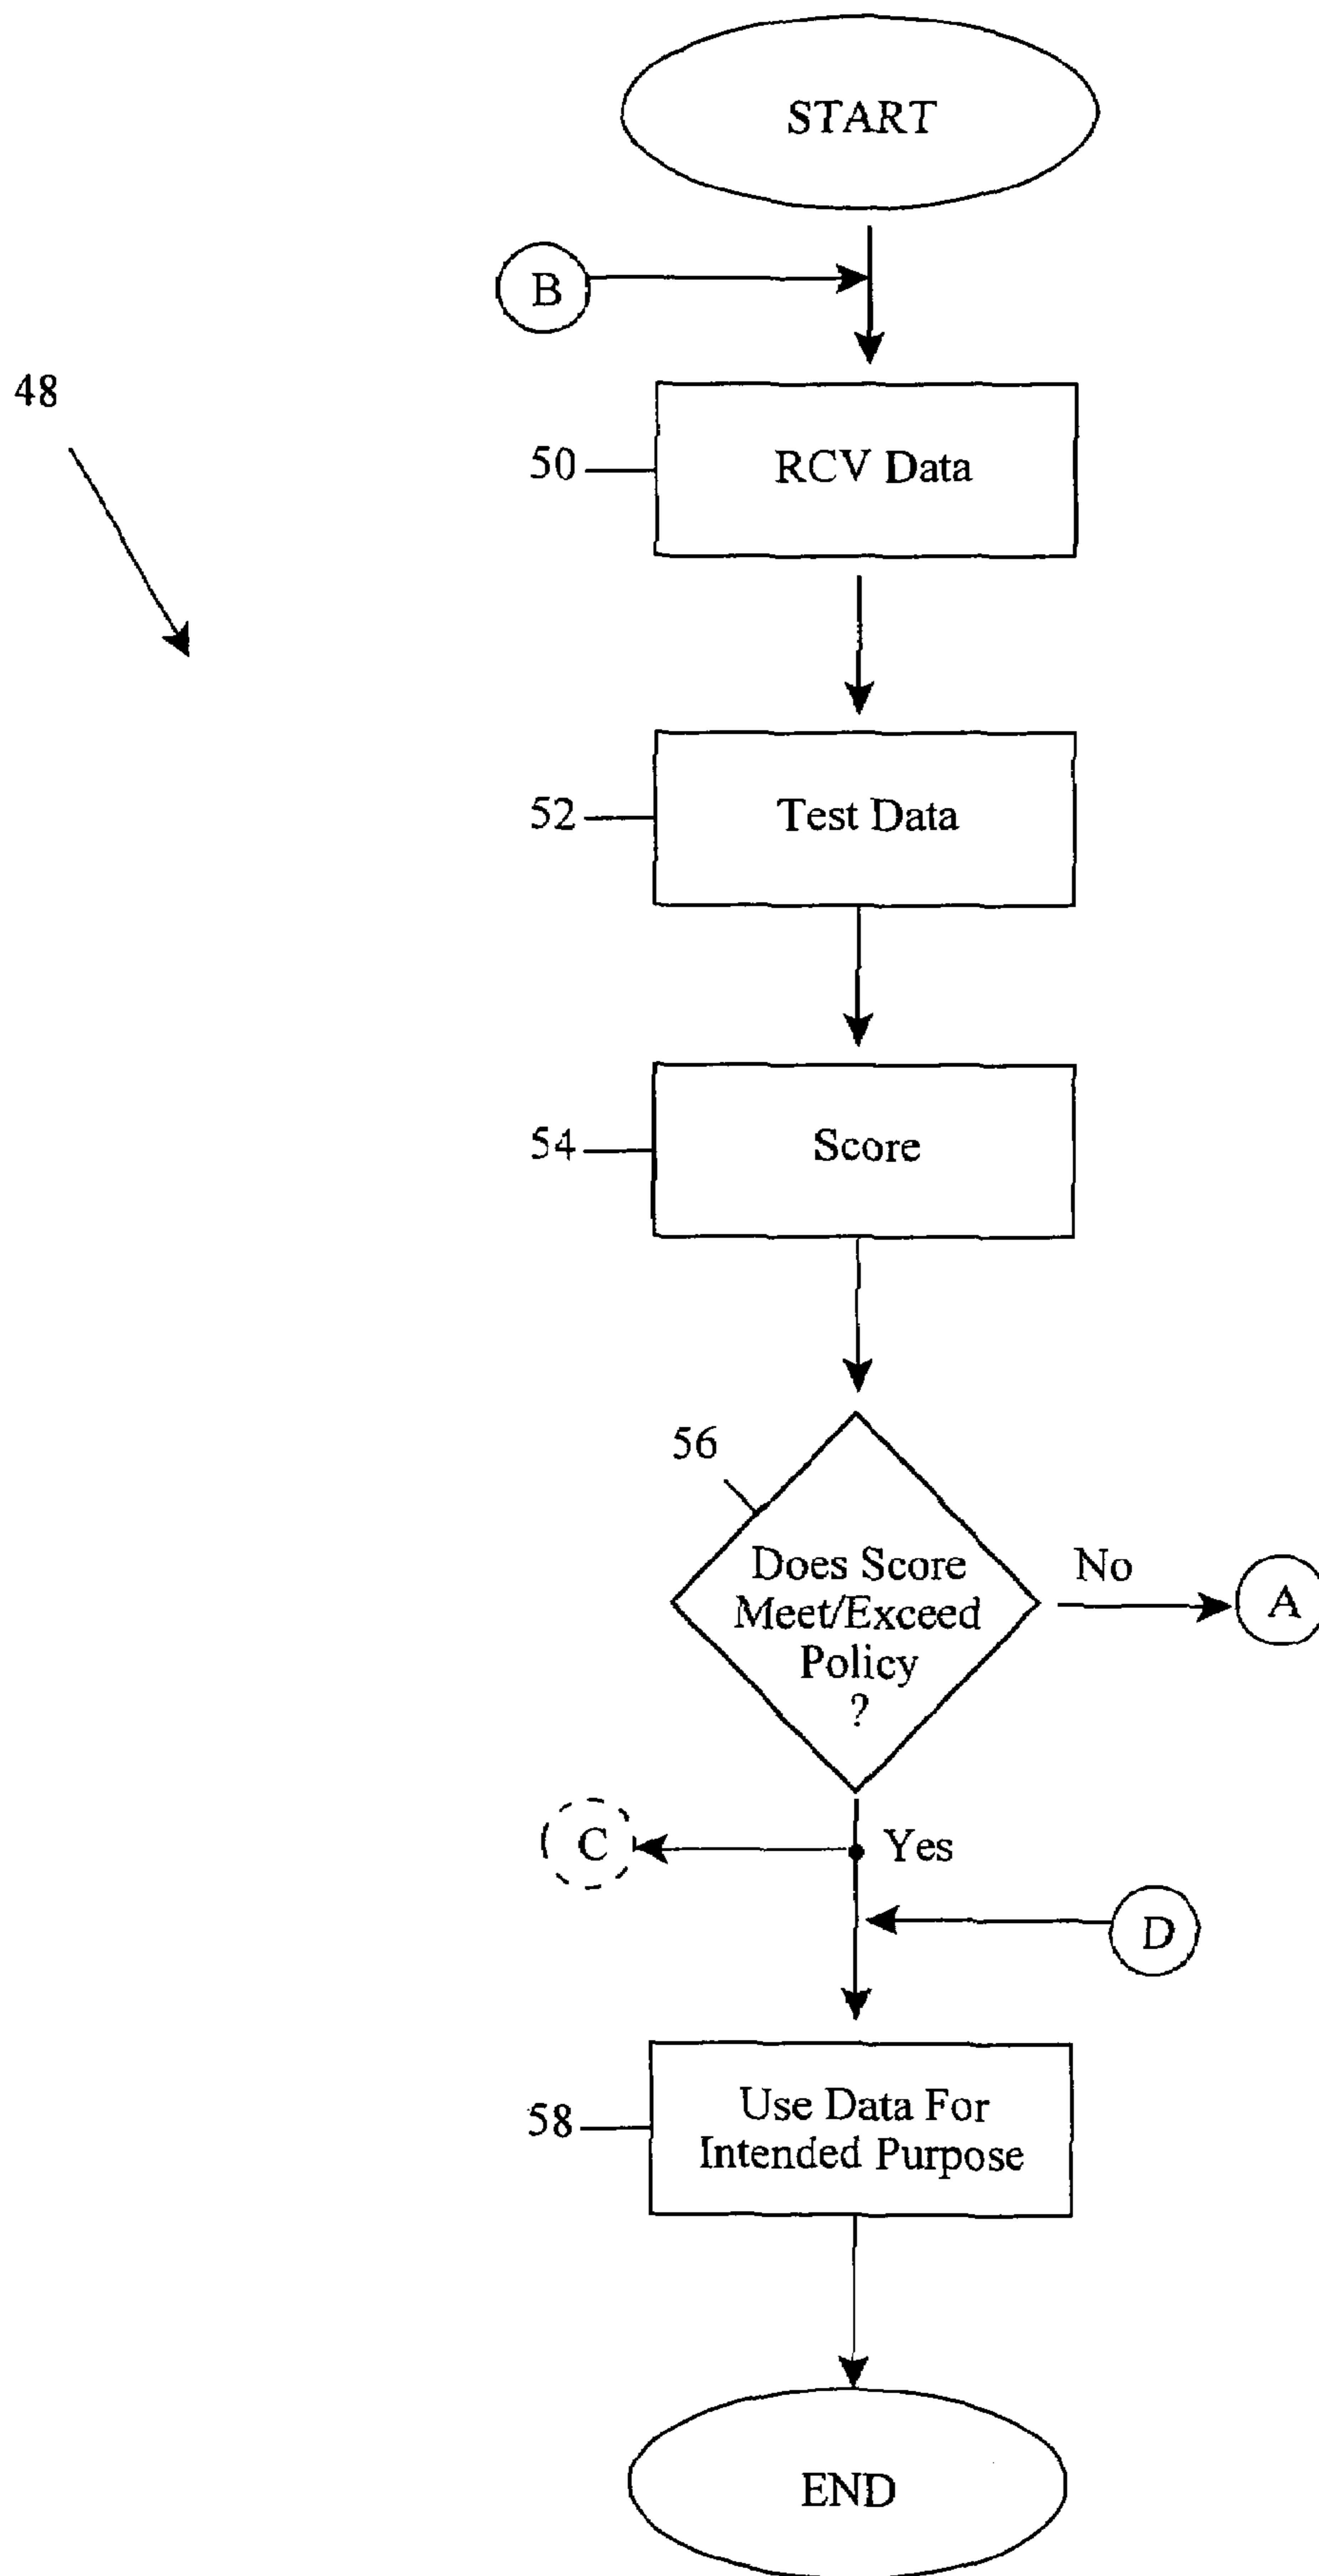 START
B
48
50
RCV Data
52
Test Data
54
Score
56
Does Score
Meet/Exceed
Policy
?
No
A
C
Yes
D
58
Use Data For
Intended Purpose
END